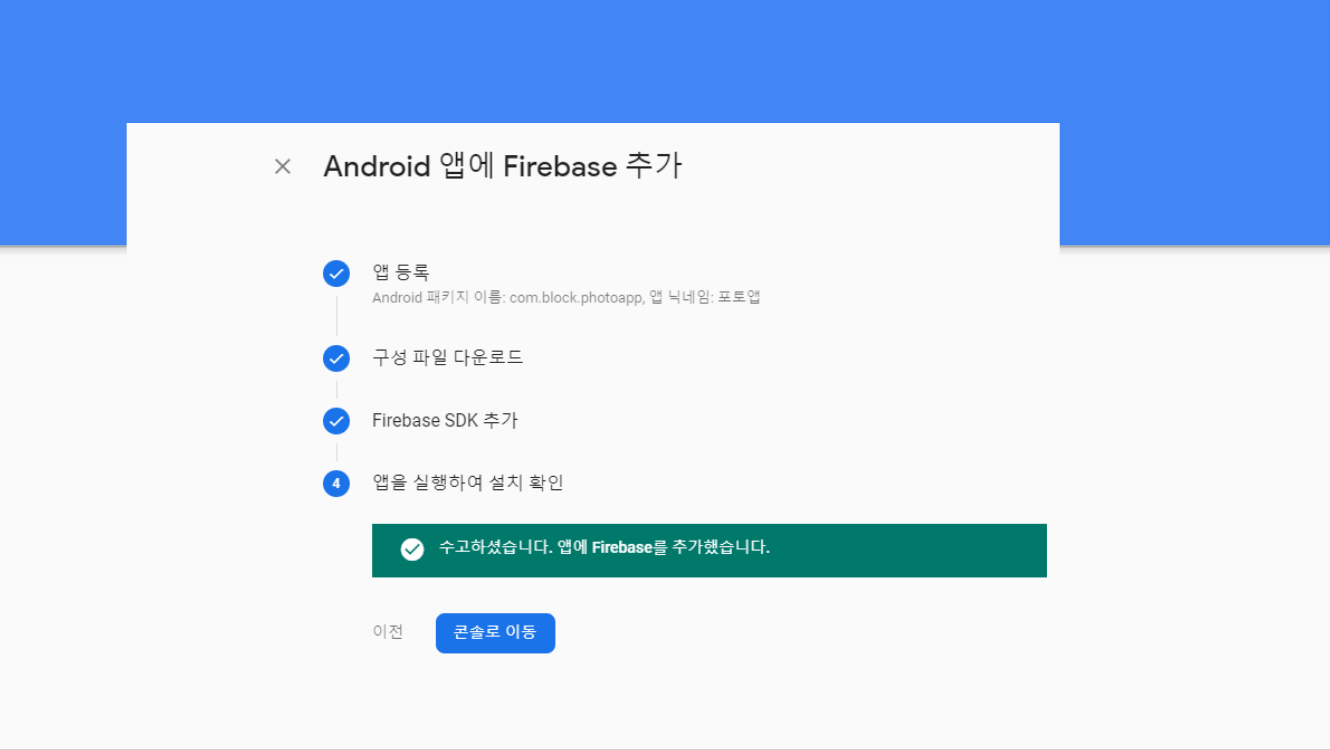 Android 앱에 Firebase 추가
앱 등록
Android 패키지 이름: com.block.photoapp, 앱 닉네임: 포토앱
구성 파일 다운로드
Firebase SDK 추가
4 앱을 실행하여 설치 확인
수고하셨습니다. 앱에 Firebase를 추가했습니다.
이전 콘솔로 이동